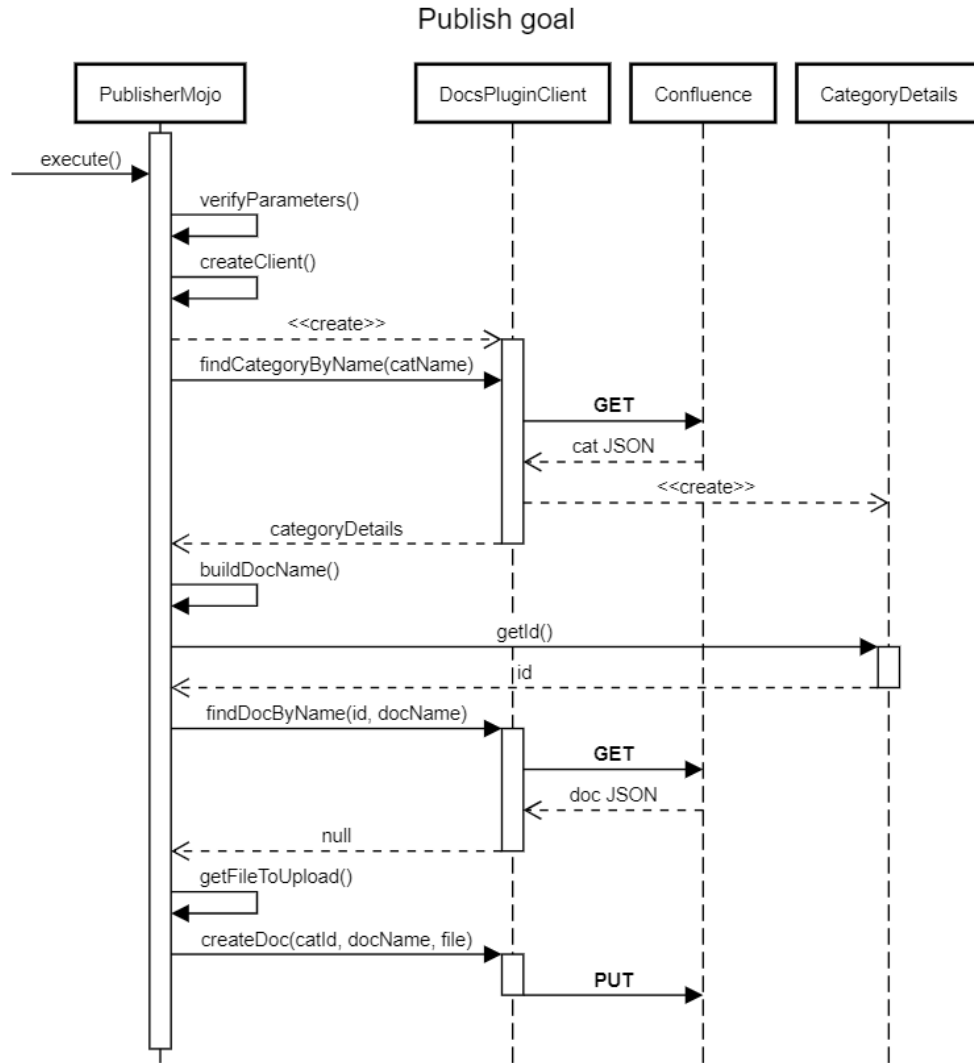 Publish goal
PublisherMojo
DocsPluginClient
Confluence
CategoryDetails
execute()
verifyParameters()
createClient()
<<create>>
findCategoryByName(catName)
GET
cat JSON
<<create>>
categoryDetails
buildDocName()
getId()
id
findDocByName(id, docName)
GET
doc JSON
null
getFileToUpload()
createDoc(catId, docName, file)
PUT